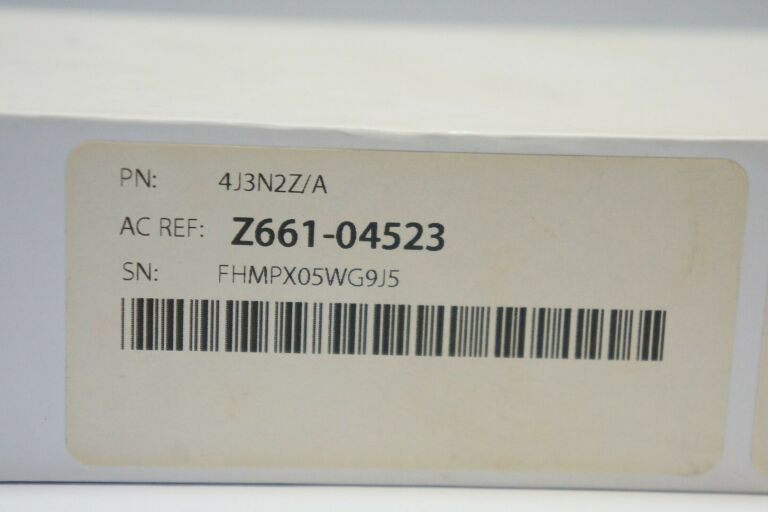 PN: 4J3N2Z/A
AC REF: Z661-04523
SN: FHMPX05WG9J5